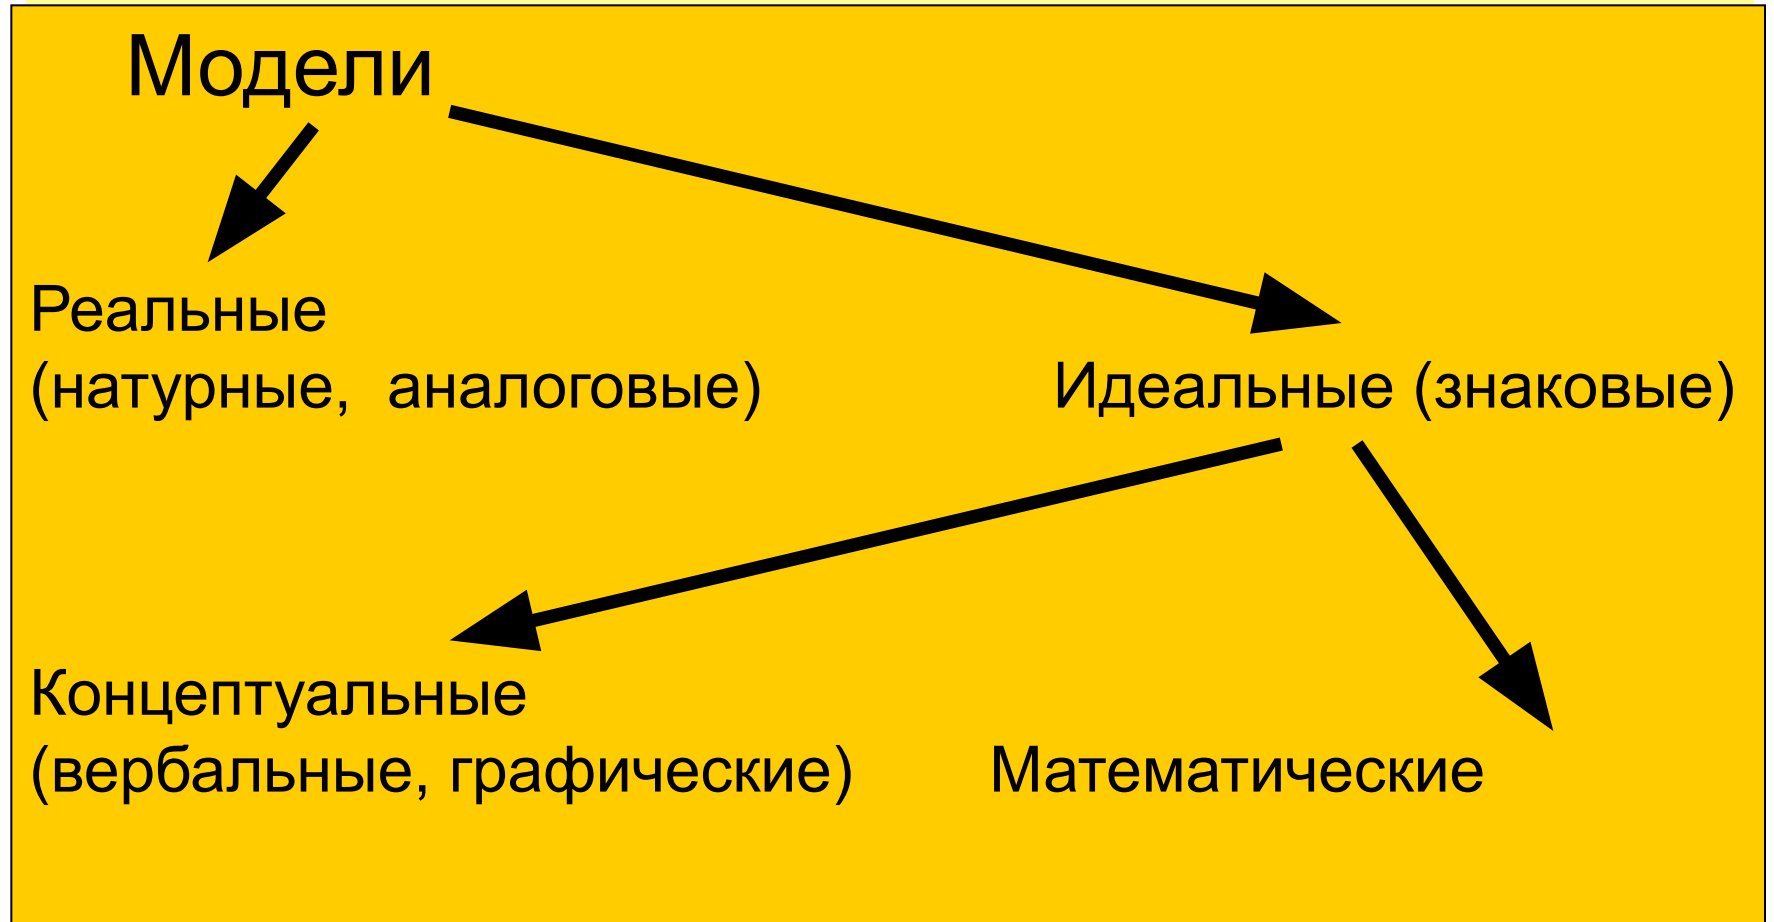 Модели
Реальные
(натурные, аналоговые)
Идеальные (знаковые)
Концептуальные
(вербальные, графические)
Математические